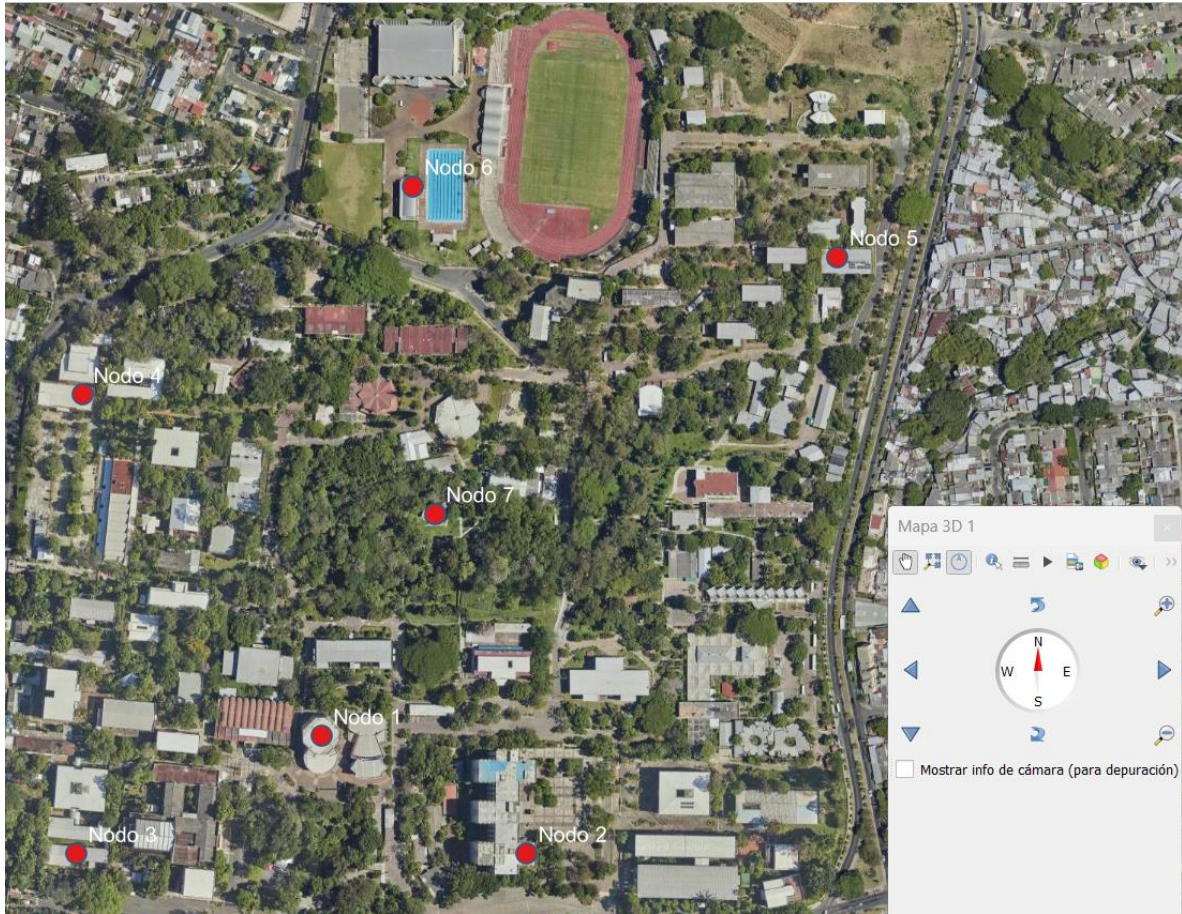 Nodo 6
Nodo 5
Nodo 4
Nodo 7
Mapa 3D 1
N
W E
S
Nodo 1
Mostrar info de cámara (para depuración)
Nodo 3
Nodo 2